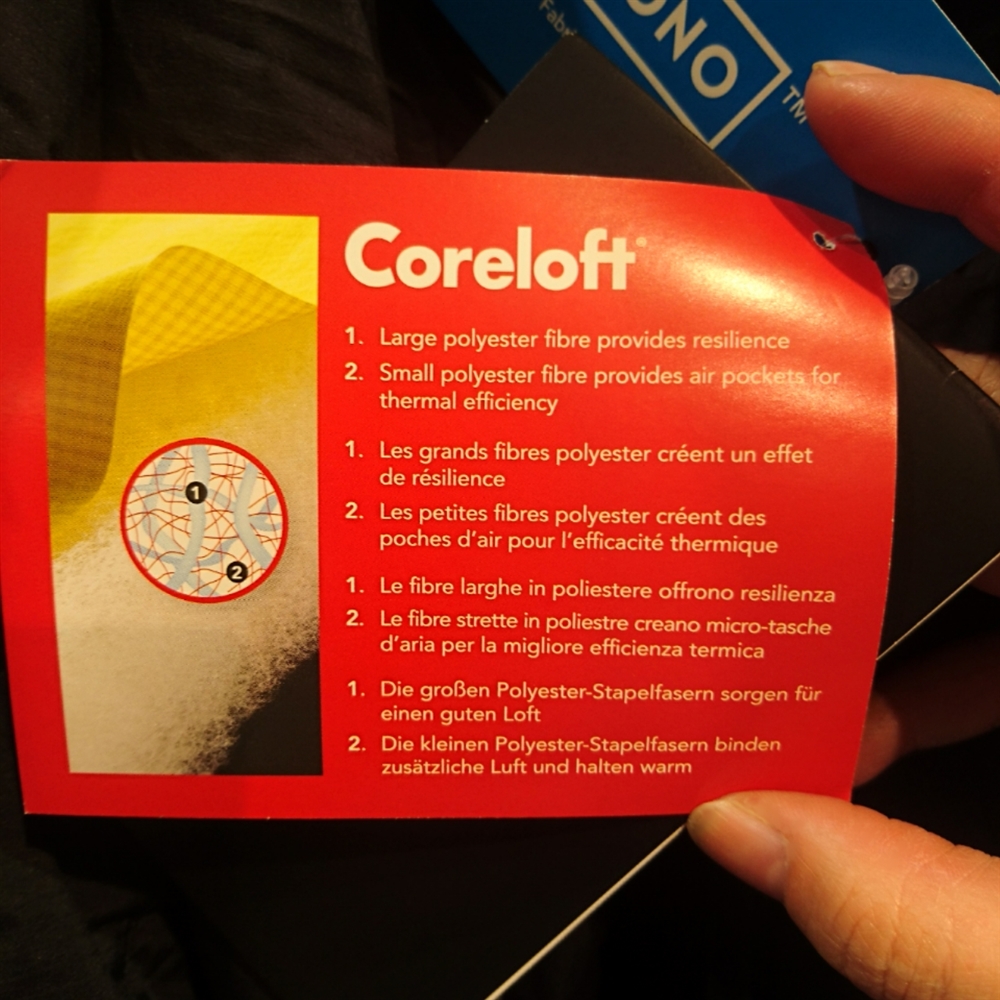 ONO
TM
Coreloft®
1. Large polyester fibre provides resilience
2. Small polyester fibre provides air pockets for
thermal efficiency
1. Les grands fibres polyester créent un effet
de résilience
2. Les petites fibres polyester créent des
poches d'air pour l'efficacité thermique
1. Le fibre larghe in poliestere offrono resilienza
2. Le fibre strette in poliestre creano micro-tasche
d'aria per la migliore efficienza termica
1. Die großen Polyester-Stapelfasern sorgen für
einen guten Loft
2. Die kleinen Polyester-Stapelfasern binden
zusätzliche Luft und halten warm
1
2